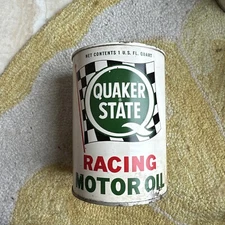 NET CONTENTS 1 U.S. FL. QUART
QUAKER
STATE
RACING
MOTOR OIL